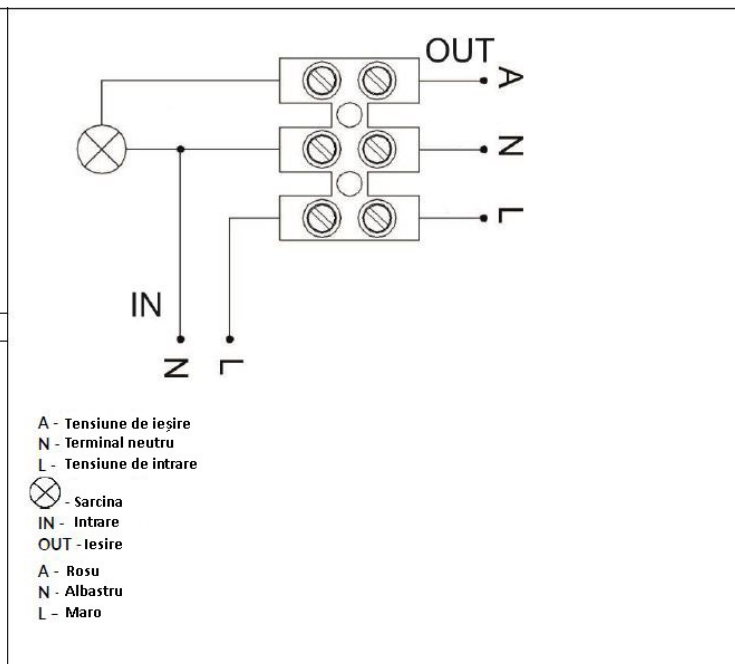 OUT
A
N
L
IN
N
L
A - Tensiune de ieșire
N - Terminal neutru
L - Tensiune de intrare
- Sarcina
IN - Intrare
OUT - Iesire
A - Rosu
N - Albastru
L - Maro